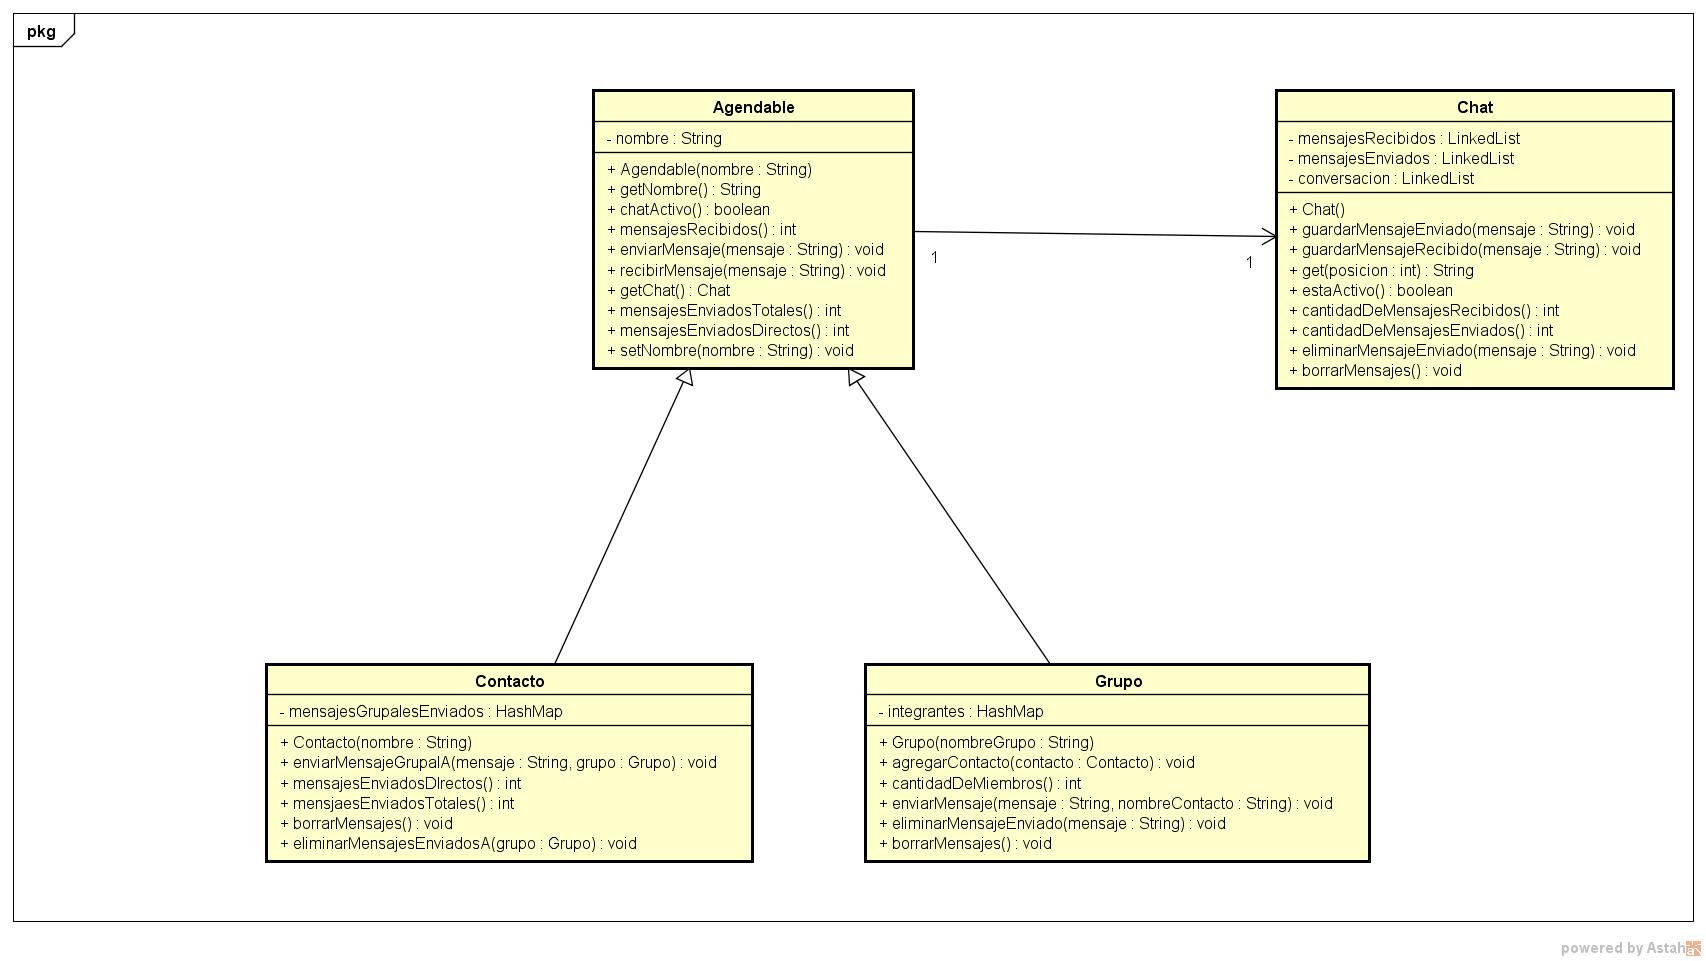 pkg
Agendable
- nombre : String
+ Agendable(nombre : String)
+ getNombre() : String
+ chatActivo() : boolean
+ mensajesRecibidos() : int
+ enviarMensaje(mensaje : String) : void
+ recibirMensaje(mensaje : String) : void
+ getChat() : Chat
+ mensajesEnviadosTotales() : int
+ mensajesEnviadosDirectos() : int
+ setNombre(nombre : String) : void
1
1
Chat
- mensajesRecibidos : LinkedList
- mensajesEnviados : LinkedList
- conversacion : LinkedList
+ Chat()
+ guardarMensajeEnviado(mensaje : String) : void
+ guardarMensajeRecibido(mensaje : String) : void
+ get(posicion : int) : String
+ estaActivo() : boolean
+ cantidadDeMensajesRecibidos() : int
+ cantidadDeMensajesEnviados() : int
+ eliminarMensajeEnviado(mensaje : String) : void
+ borrarMensajes() : void
Contacto
- mensajesGrupalesEnviados : HashMap
+ Contacto(nombre : String)
+ enviarMensajeGrupalA(mensaje : String, grupo : Grupo) : void
+ mensajesEnviadosDIrectos() : int
+ mensjaesEnviadosTotales() : int
+ borrarMensajes() : void
+ eliminarMensajesEnviadosA(grupo : Grupo) : void
Grupo
- integrantes : HashMap
+ Grupo(nombreGrupo : String)
+ agregarContacto(contacto : Contacto) : void
+ cantidadDeMiembros() : int
+ enviarMensaje(mensaje : String, nombreContacto : String) : void
+ eliminarMensajeEnviado(mensaje : String) : void
+ borrarMensajes() : void
powered by Astah